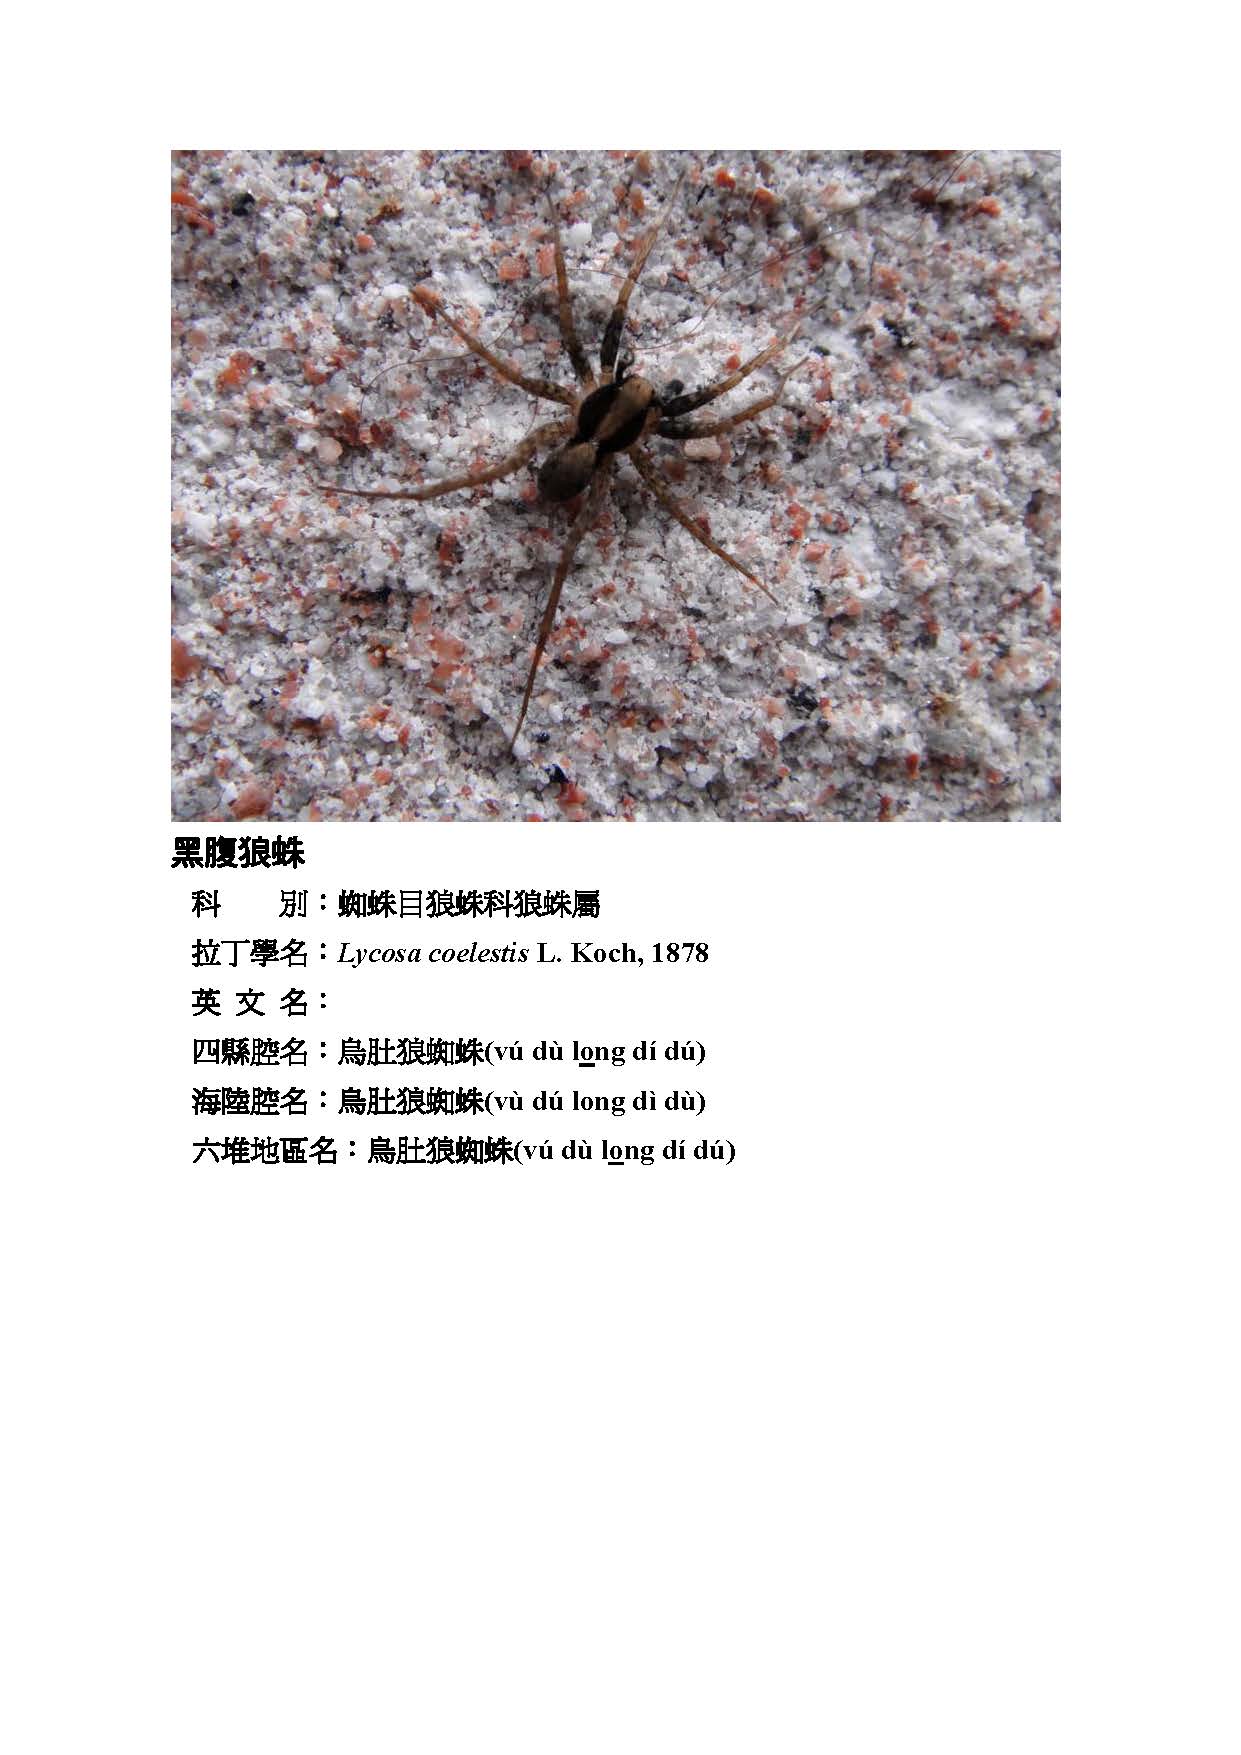 黑腹狼蛛
科　　別：蜘蛛目狼蛛科狼蛛屬
拉丁學名：Lycosa coelestis L. Koch, 1878
英 文 名：
四縣腔名：烏肚狼蜘蛛(vú dù long dí dú)
海陸腔名：烏肚狼蜘蛛(vù dú long dì dù)
六堆地區名：烏肚狼蜘蛛(vú dù long dí dú)